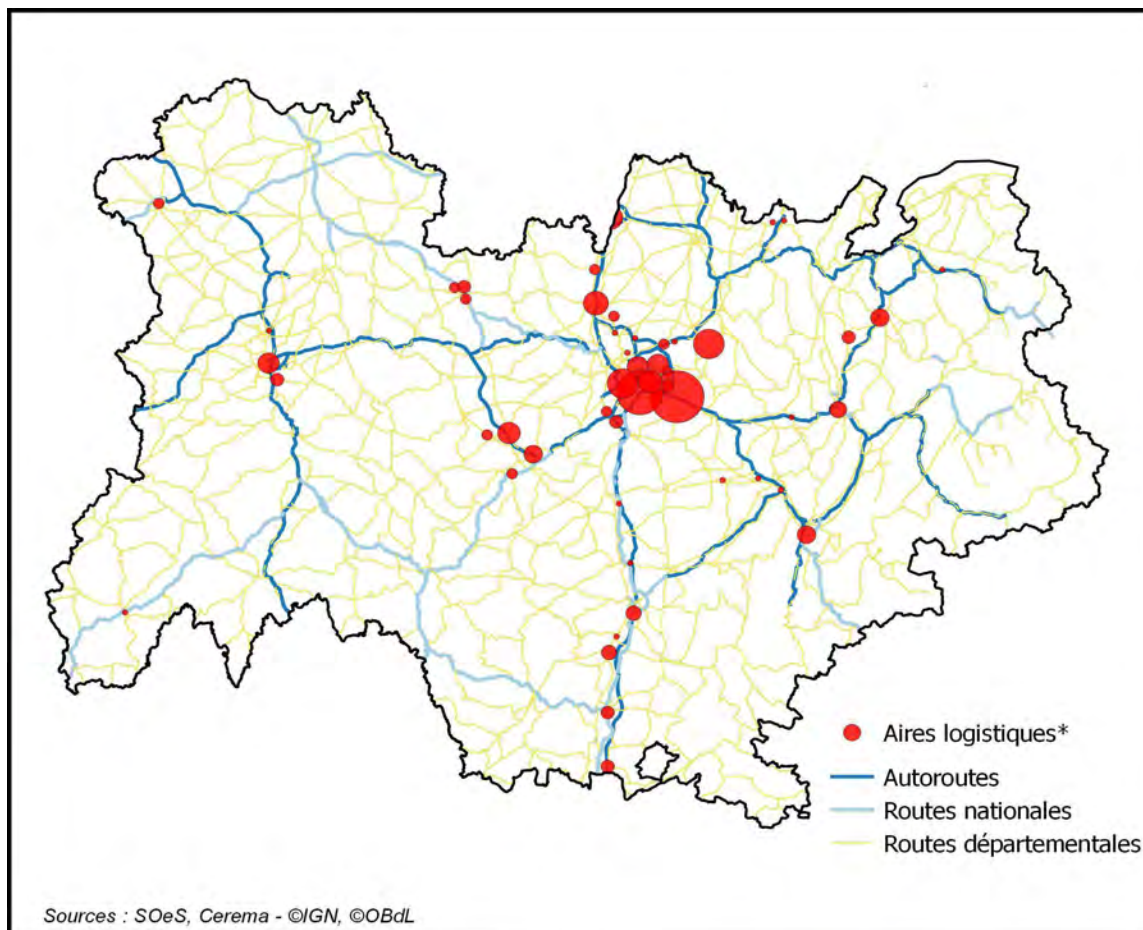 Aires logistiques*
Autoroutes
Routes nationales
Routes départementales
Sources : SOeS, Cerema - ©IGN, ©OBdL